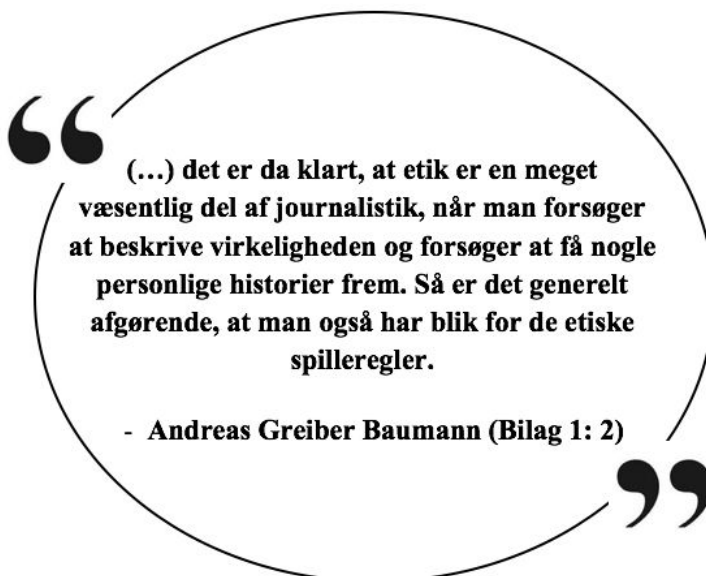 (…) det er da klart, at etik er en meget
væsentlig del af journalistik, når man forsøger
at beskrive virkeligheden og forsøger at få nogle
personlige historier frem. Så er det generelt
afgørende, at man også har blik for de etiske
spilleregler.
- Andreas Greiber Baumann (Bilag 1: 2)